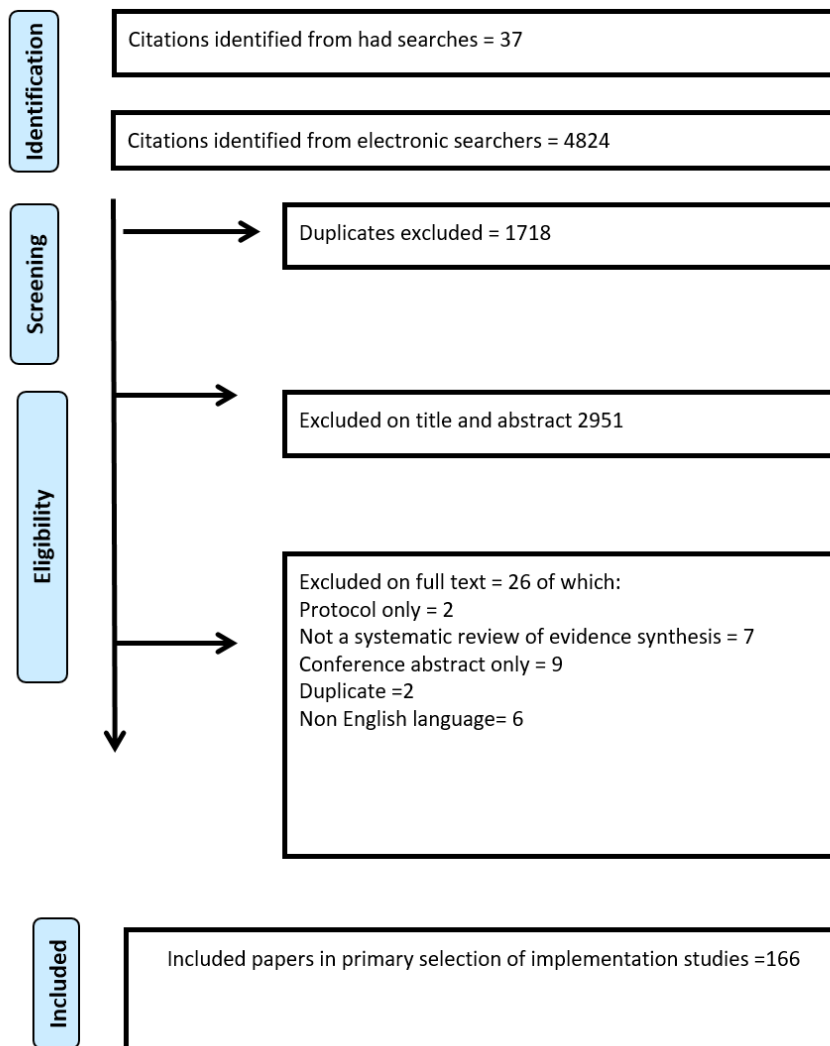 Identification
Citations identified from had searches = 37
Citations identified from electronic searchers = 4824
Screening
Duplicates excluded = 1718
Excluded on title and abstract 2951
Eligibility
Excluded on full text = 26 of which:
Protocol only = 2
Not a systematic review of evidence synthesis = 7
Conference abstract only = 9
Duplicate =2
Non English language= 6
Included
Included papers in primary selection of implementation studies =166